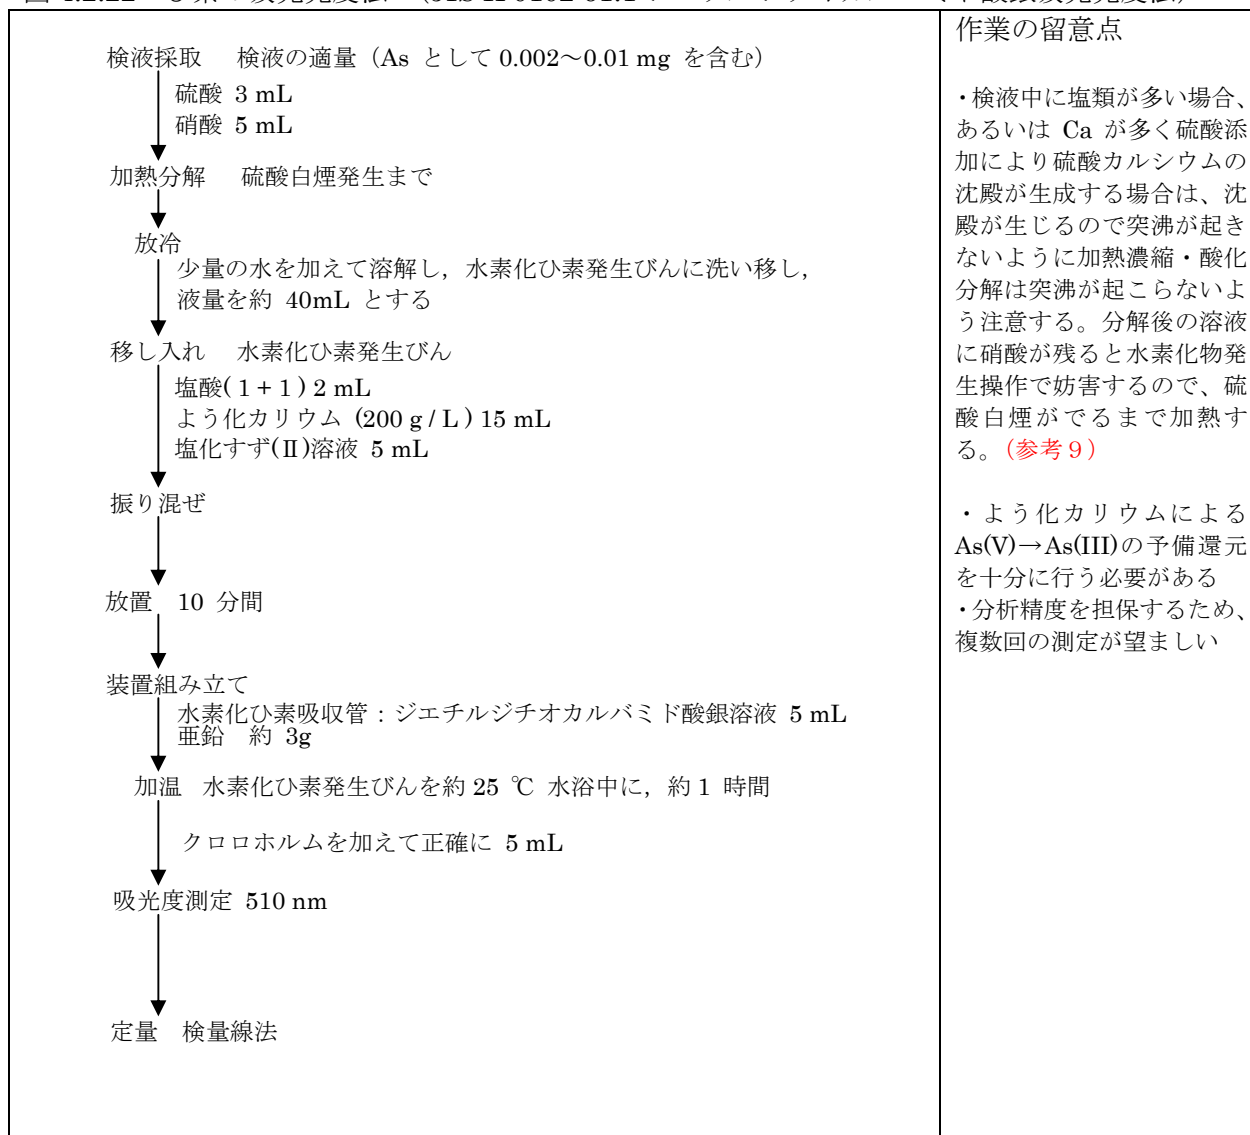 検液採取 検液の適量（As として 0.002～0.01 mg を含む）
硫酸 3 mL
硝酸 5 mL
加熱分解 硫酸白煙発生まで
放冷
少量の水を加えて溶解し，水素化ひ素発生びんに洗い移し，
液量を約 40mL とする
移し入れ 水素化ひ素発生びん
塩酸( 1 + 1 ) 2 mL
よう化カリウム (200 g / L ) 15 mL
塩化すず(Ⅱ)溶液 5 mL
振り混ぜ
放置 10 分間
装置組み立て
水素化ひ素吸収管：ジエチルジチオカルバミド酸銀溶液 5 mL
亜鉛 約 3g
加温 水素化ひ素発生びんを約 25 ℃ 水浴中に，約 1 時間
クロロホルムを加えて正確に 5 mL
吸光度測定 510 nm
定量 検量線法
作業の留意点
・検液中に塩類が多い場合、
あるいは Ca が多く硫酸添
加により硫酸カルシウムの
沈殿が生成する場合は、沈
殿が生じるので突沸が起き
ないように加熱濃縮・酸化
分解は突沸が起こらないよ
う注意する。分解後の溶液
に硝酸が残ると水素化物発
生操作で妨害するので、硫
酸白煙がでるまで加熱す
る。（参考９）
・よう化カリウムによる
As(V)→As(III)の予備還元
を十分に行う必要がある
・分析精度を担保するため、
複数回の測定が望ましい